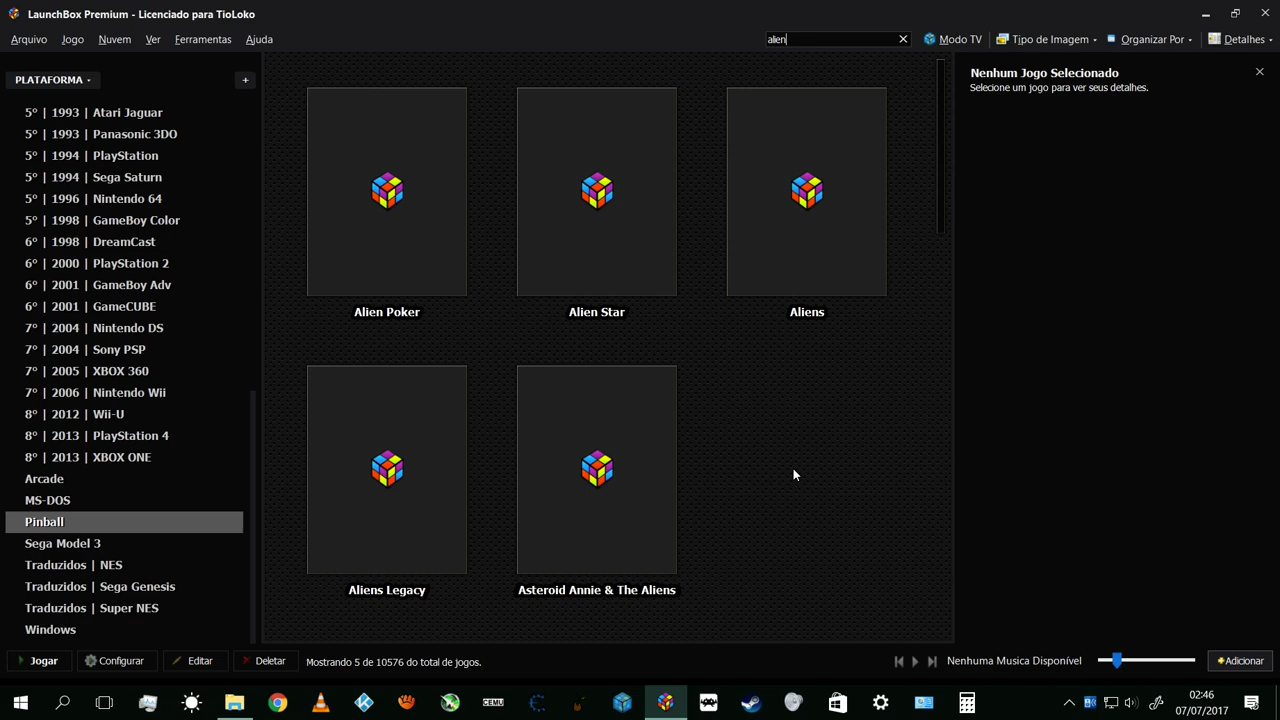 LaunchBox Premium - Licenciado para TioLoko
Arquivo Jogo Nuvem Ver Ferramentas Ajuda
alien
Modo TV Tipo de Imagem Organizar Por Detalhes
PLATAFORMA
+
5° | 1993 | Atari Jaguar
5° | 1993 | Panasonic 3DO
5° | 1994 | PlayStation
5° | 1994 | Sega Saturn
5° | 1996 | Nintendo 64
5° | 1998 | GameBoy Color
6° | 1998 | DreamCast
6° | 2000 | PlayStation 2
6° | 2001 | GameBoy Adv
6° | 2001 | GameCUBE
7° | 2004 | Nintendo DS
7° | 2004 | Sony PSP
7° | 2005 | XBOX 360
7° | 2006 | Nintendo Wii
8° | 2012 | Wii-U
8° | 2013 | PlayStation 4
8° | 2013 | XBOX ONE
Arcade
MS-DOS
Pinball
Sega Model 3
Traduzidos | NES
Traduzidos | Sega Genesis
Traduzidos | Super NES
Windows
Alien Poker
Alien Star
Aliens
Aliens Legacy
Asteroid Annie & The Aliens
Nenhum Jogo Selecionado
Selecione um jogo para ver seus detalhes.
Jogar Configurar Editar Deletar
Mostrando 5 de 10576 do total de jogos.
Nenhuma Musica Disponível
Adicionar
CEMU
02:46
07/07/2017